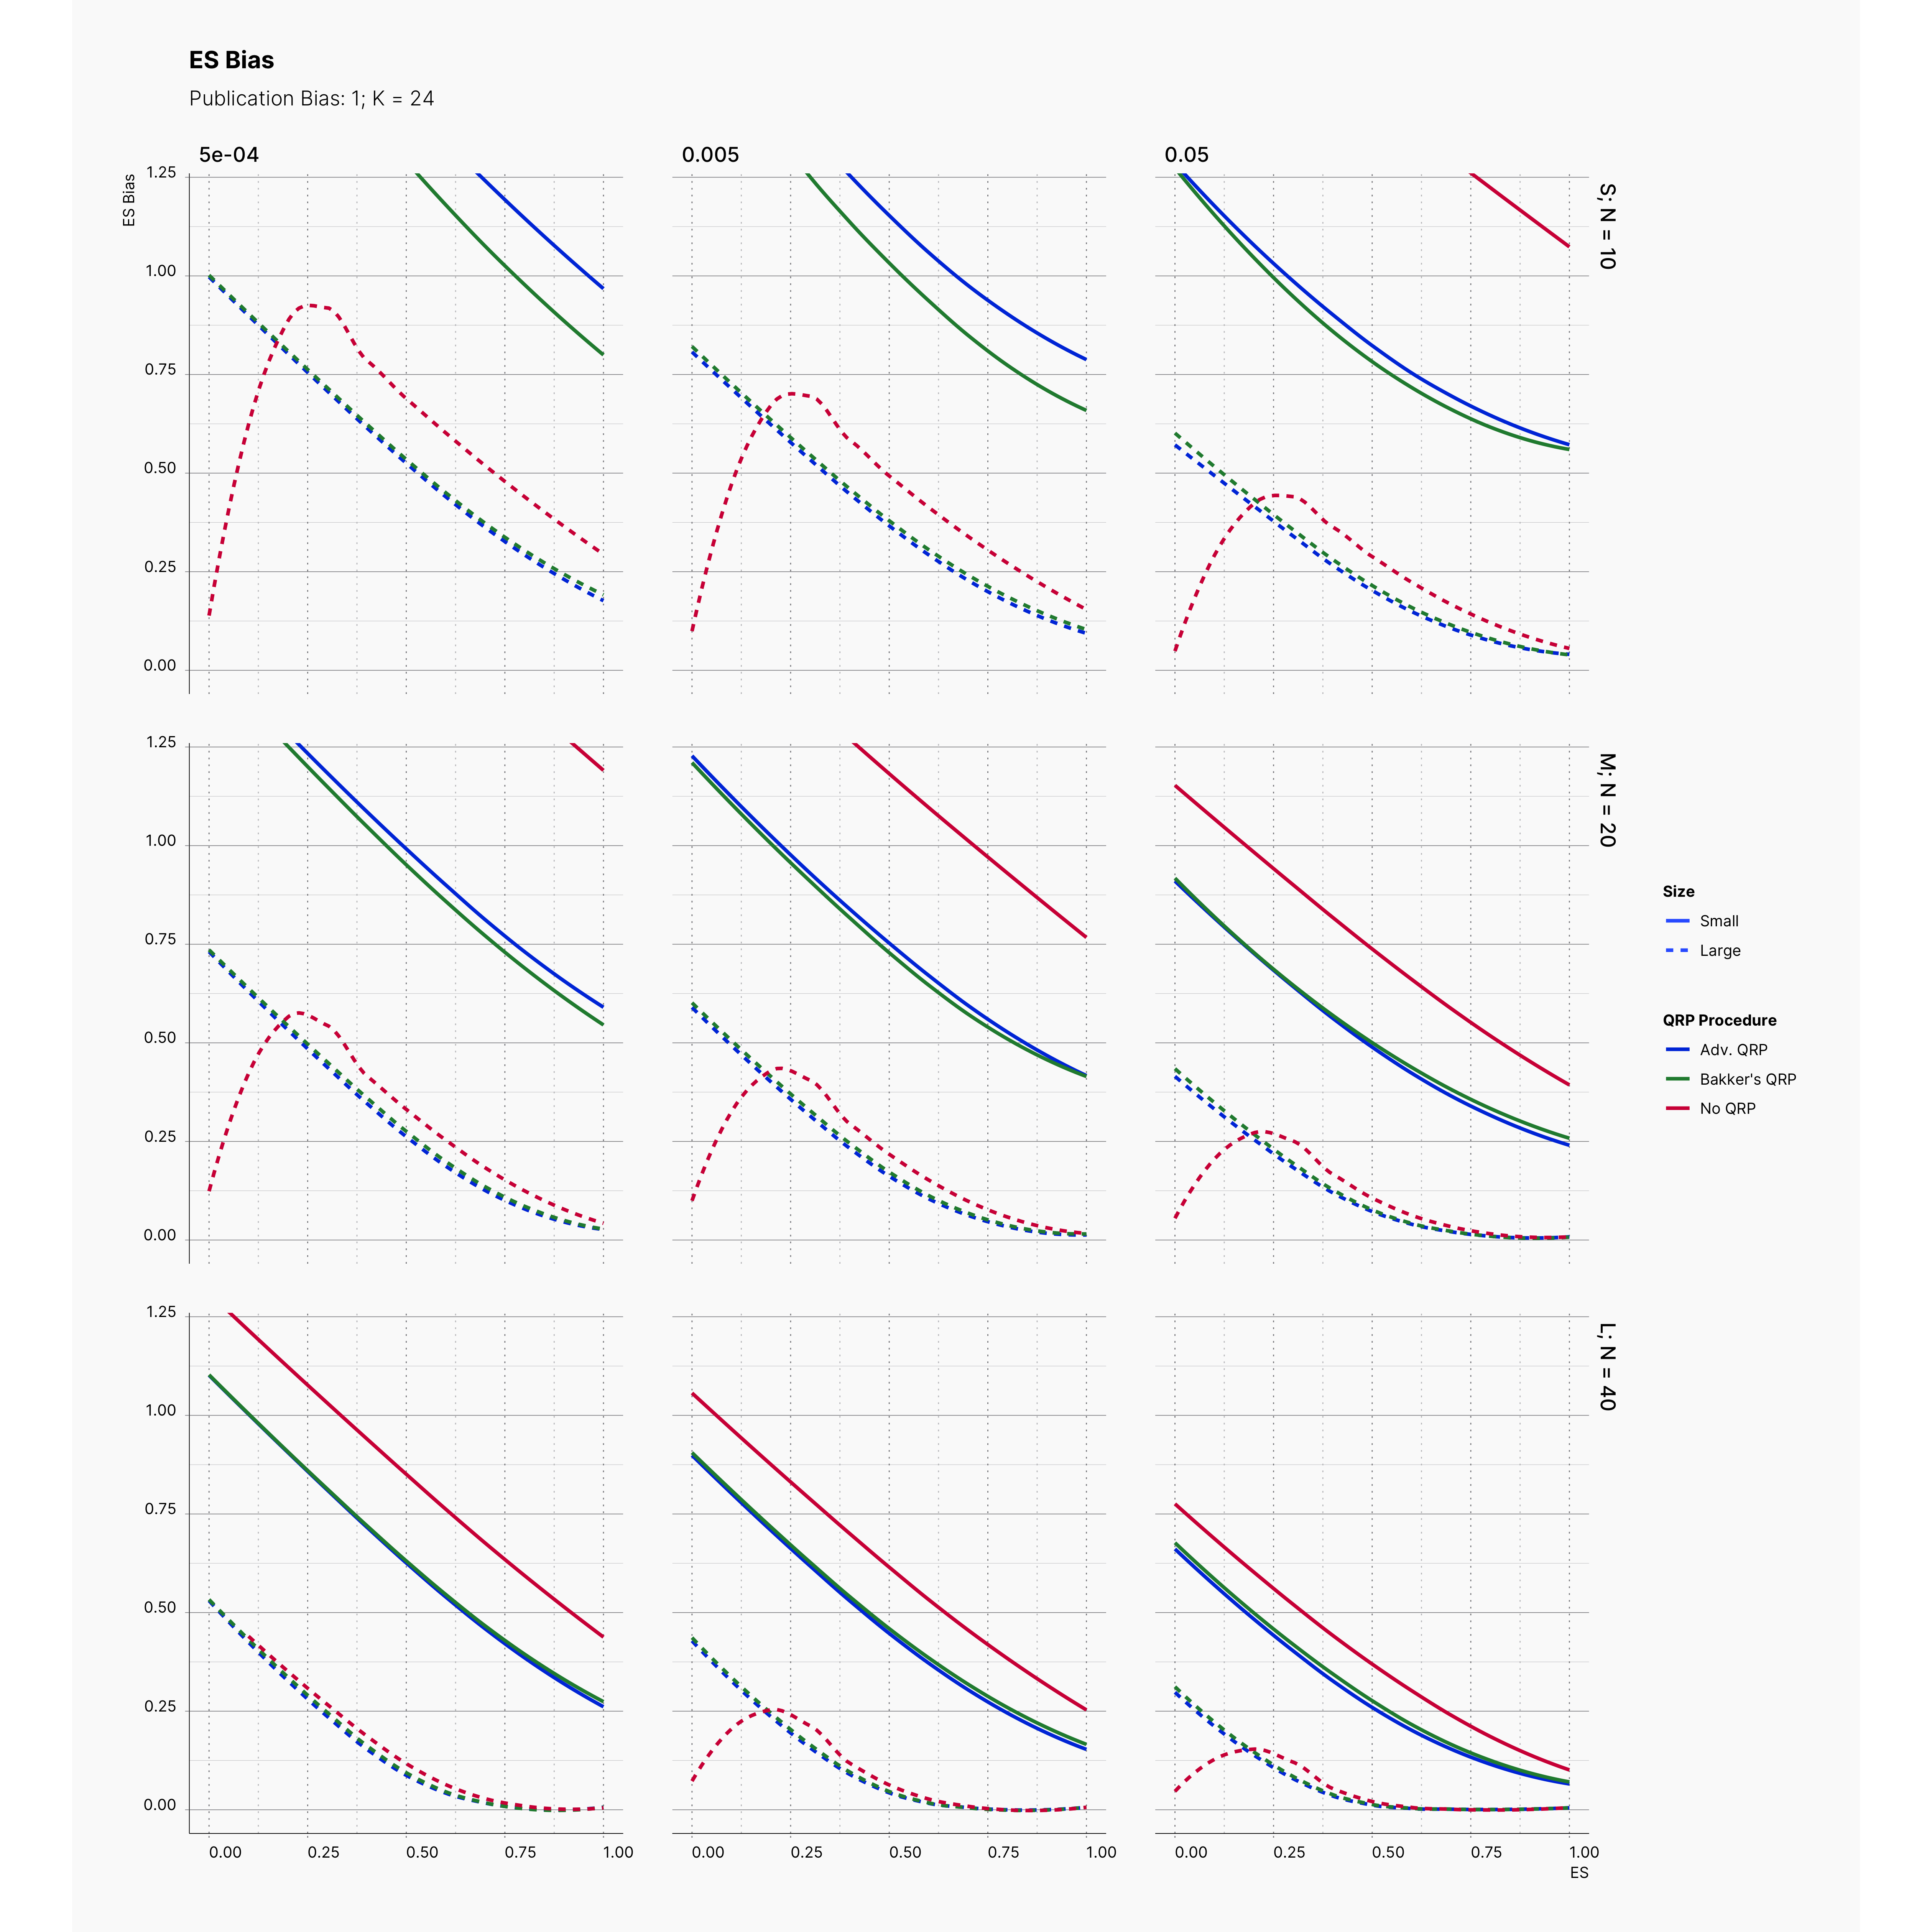 ES Bias
Publication Bias: 1; K = 24
5e-04
0.005
0.05
ES Bias
1.25
1.00
0.75
0.50
0.25
0.00
S; N = 10
1.25
1.00
0.75
0.50
0.25
0.00
M; N = 20
1.25
1.00
0.75
0.50
0.25
0.00
L; N = 40
0.00 0.25 0.50 0.75 1.00
0.00 0.25 0.50 0.75 1.00
0.00 0.25 0.50 0.75 1.00
ES
Size
Small
Large
QRP Procedure
Adv. QRP
Bakker's QRP
No QRP